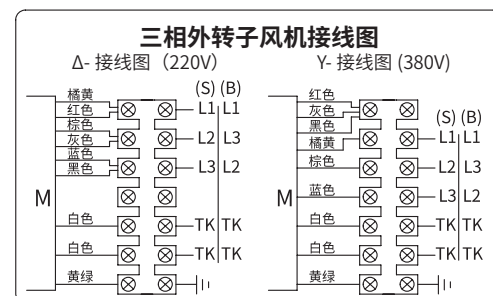 三相外转子风机接线图
Δ- 接线图（220V）
Y- 接线图 (380V)
(S) (B)
橘黄
红色
L1 L1
棕色
灰色
L2 L3
蓝色
黑色
L3 L2
M
白色
TK TK
白色
TK TK
黄绿
红色
灰色
黑色
(S) (B)
橘黄
L1 L1
棕色
L2 L3
蓝色
L3 L2
M
白色
TK TK
白色
TK TK
黄绿